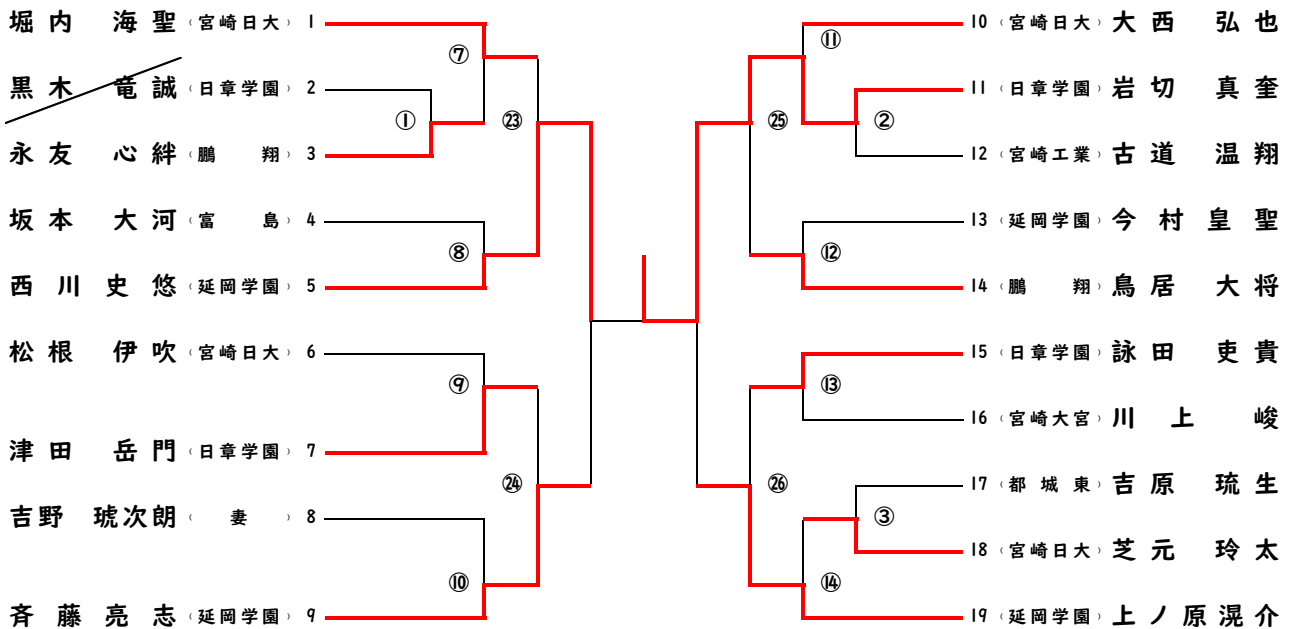 堀内 海聖 (宮崎日大) 1
⑦
黒木 竜誠 (日章学園) 2
①
㉓
永友 心絆 (鵬 翔) 3
坂本 大河 (富 島) 4
⑧
西川 史悠 (延岡学園) 5
松根 伊吹 (宮崎日大) 6
⑨
津田 岳門 (日章学園) 7
㉔
吉野 琥次朗 (妻) 8
⑩
斉藤 亮志 (延岡学園) 9
10 (宮崎日大) 大西 弘也
⑪
11 (日章学園) 岩切 真奎
㉕
②
12 (宮崎工業) 古道 温翔
13 (延岡学園) 今村 皇聖
⑫
14 (鵬 翔) 鳥居 大将
15 (日章学園) 詠田 吏貴
⑬
16 (宮崎大宮) 川上 峻
17 (都城東) 吉原 琉生
㉖
③
18 (宮崎日大) 芝元 玲太
⑭
19 (延岡学園) 上ノ原 滉介